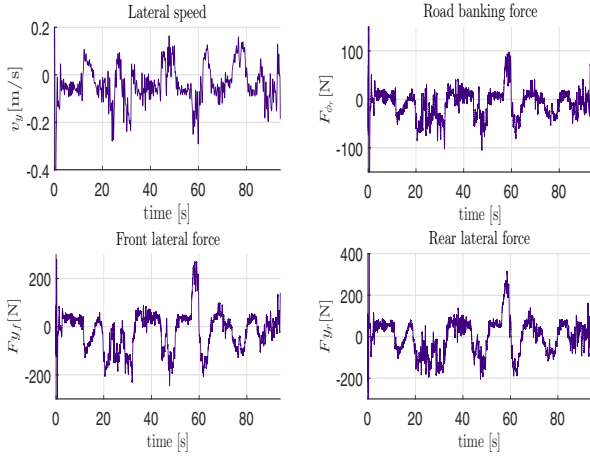 Lateral speed
0.2
0
-0.2
-0.4
v_y [m/s]
0 20 40 60 80
time [s]
Road banking force
100
0
-100
F_ϕ_r [N]
0 20 40 60 80
time [s]
Front lateral force
200
0
-200
Fy_f [N]
0 20 40 60 80
time [s]
Rear lateral force
400
200
0
-200
Fy_r [N]
0 20 40 60 80
time [s]